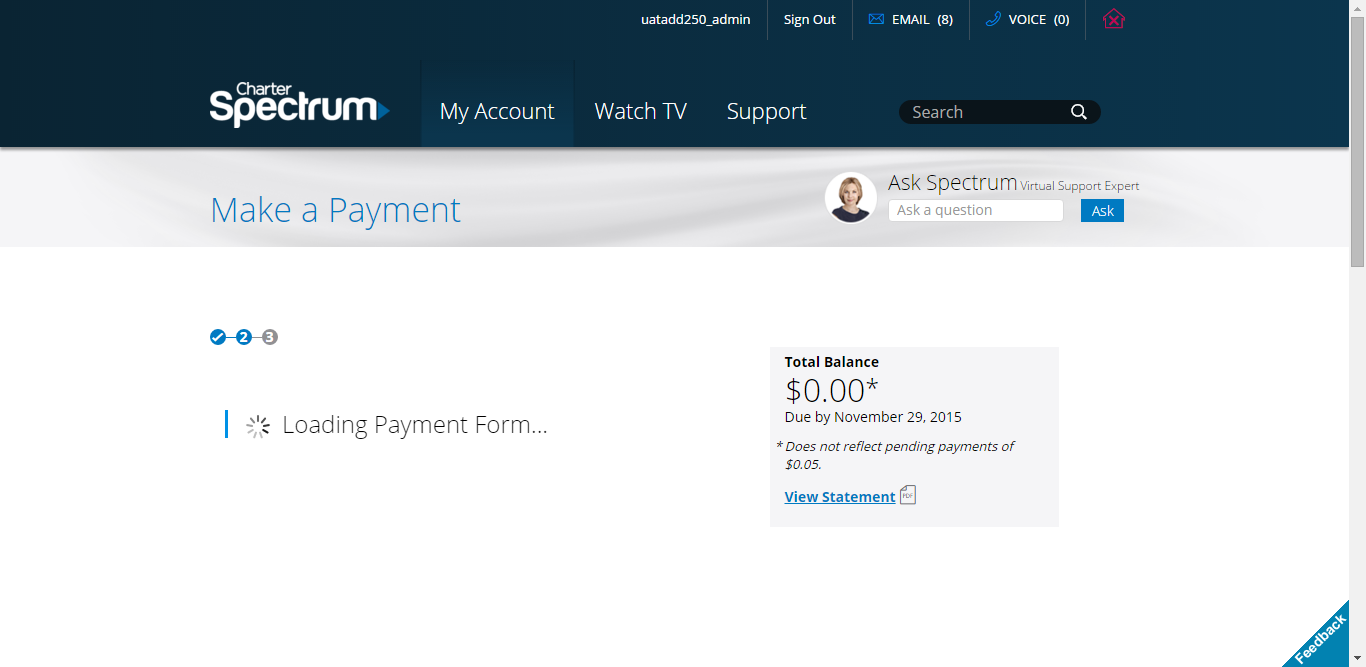 uatadd250_admin Sign Out EMAIL (8) VOICE (0)
Charter
Spectrum
My Account Watch TV Support Search
Make a Payment
Ask Spectrum Virtual Support Expert
Ask a question Ask
2 3
Loading Payment Form...
Total Balance
$0.00*
Due by November 29, 2015
* Does not reflect pending payments of
$0.05.
View Statement PDF
Feedback